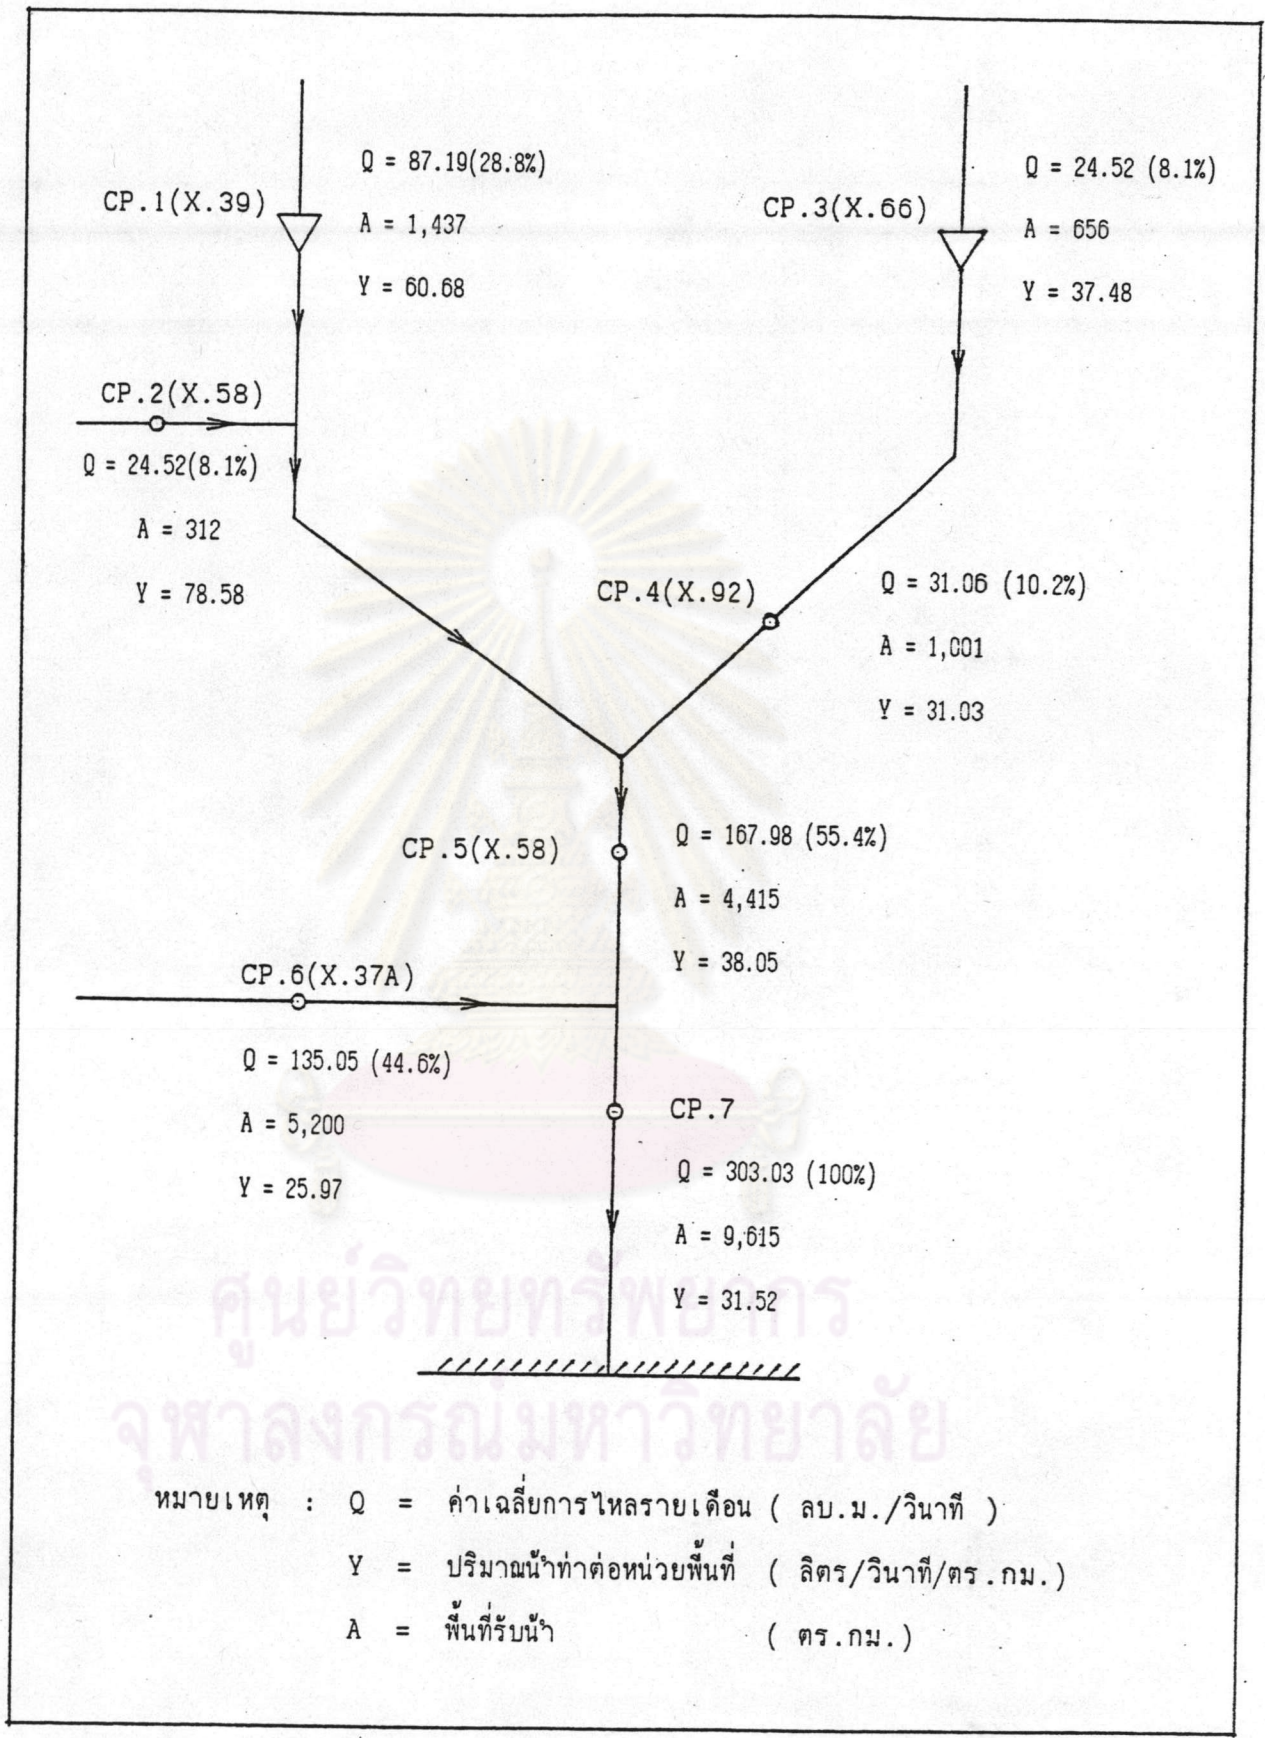 Q = 87.19(28.8%)
CP.1(X.39)
A = 1,437
Y = 60.68
Q = 24.52 (8.1%)
CP.3(X.66)
A = 656
Y = 37.48
CP.2(X.58)
Q = 24.52(8.1%)
A = 312
Y = 78.58
CP.4(X.92)
Q = 31.06 (10.2%)
A = 1,001
Y = 31.03
CP.5(X.58)
Q = 167.98 (55.4%)
A = 4,415
Y = 38.05
CP.6(X.37A)
Q = 135.05 (44.6%)
A = 5,200
Y = 25.97
CP.7
Q = 303.03 (100%)
A = 9,615
Y = 31.52
ศูนย์วิทยทรัพยากร
จุฬาลงกรณ์มหาวิทยาลัย
หมายเหตุ : Q = ค่าเฉลี่ยการไหลรายเดือน ( ลบ.ม./วินาที )
Y = ปริมาณน้ำท่าต่อหน่วยพื้นที่ ( ลิตร/วินาที/ตร.กม.)
A = พื้นที่รับน้ำ ( ตร.กม.)